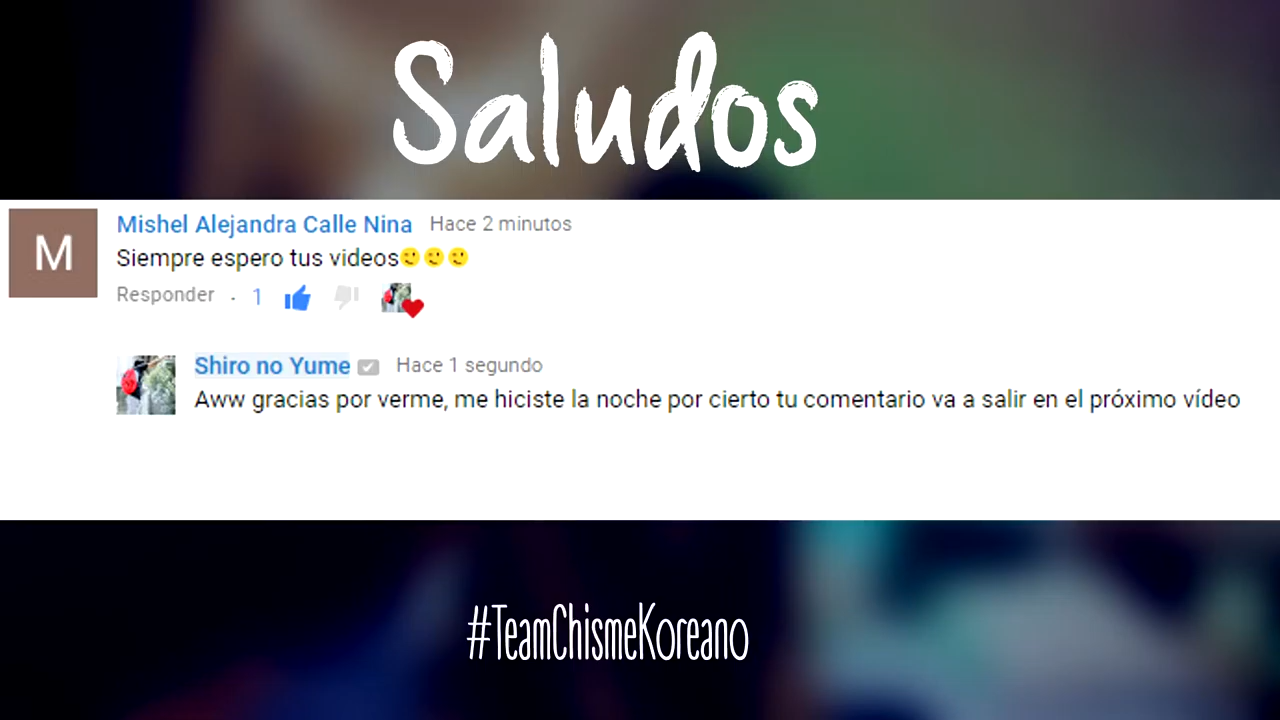 Saludos
M
Mishel Alejandra Calle Nina Hace 2 minutos
Siempre espero tus videos🙂🙂🙂
Responder · 1
Shiro no Yume Hace 1 segundo
Aww gracias por verme, me hiciste la noche por cierto tu comentario va a salir en el próximo vídeo
#TeamChismeKoreano